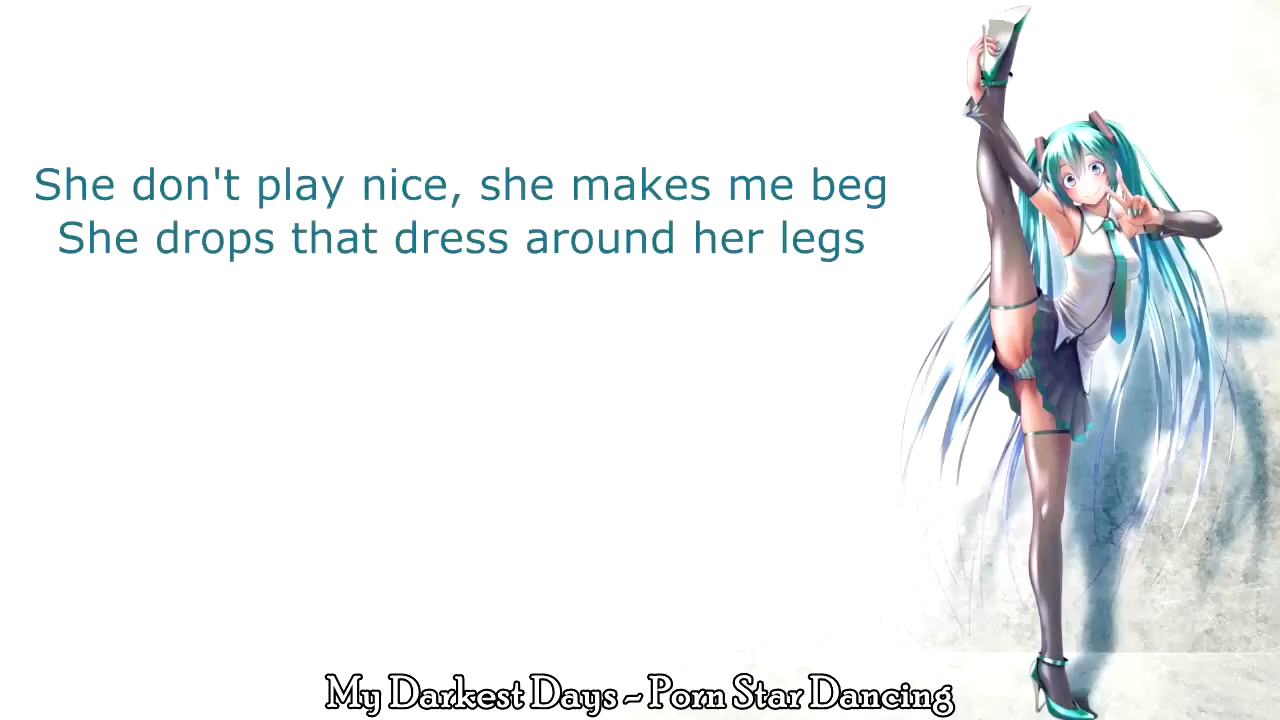 She don't play nice, she makes me beg
She drops that dress around her legs
My Darkest Days ~ Porn Star Dancing